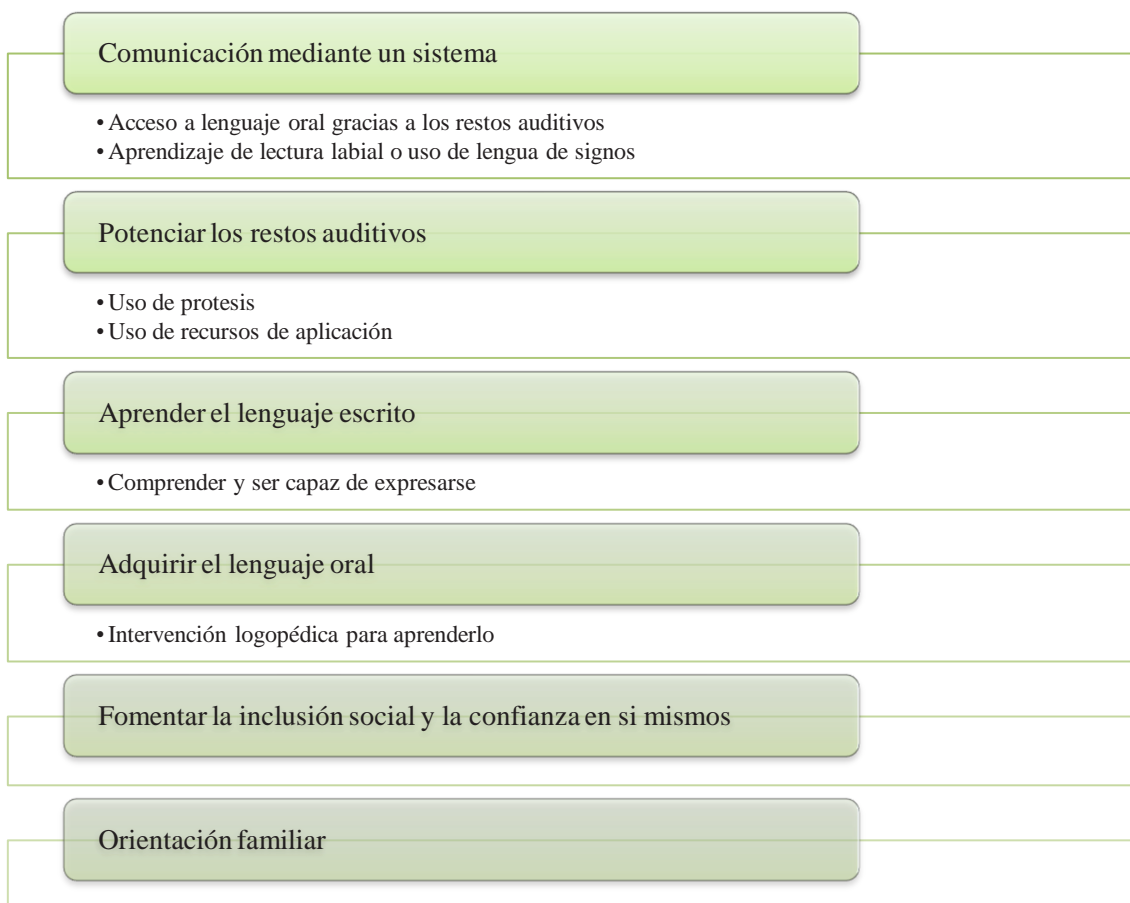 Comunicación mediante un sistema
• Acceso a lenguaje oral gracias a los restos auditivos
• Aprendizaje de lectura labial o uso de lengua de signos
Potenciar los restos auditivos
• Uso de protesis
• Uso de recursos de aplicación
Aprender el lenguaje escrito
• Comprender y ser capaz de expresarse
Adquirir el lenguaje oral
• Intervención logopédica para aprenderlo
Fomentar la inclusión social y la confianza en si mismos
Orientación familiar